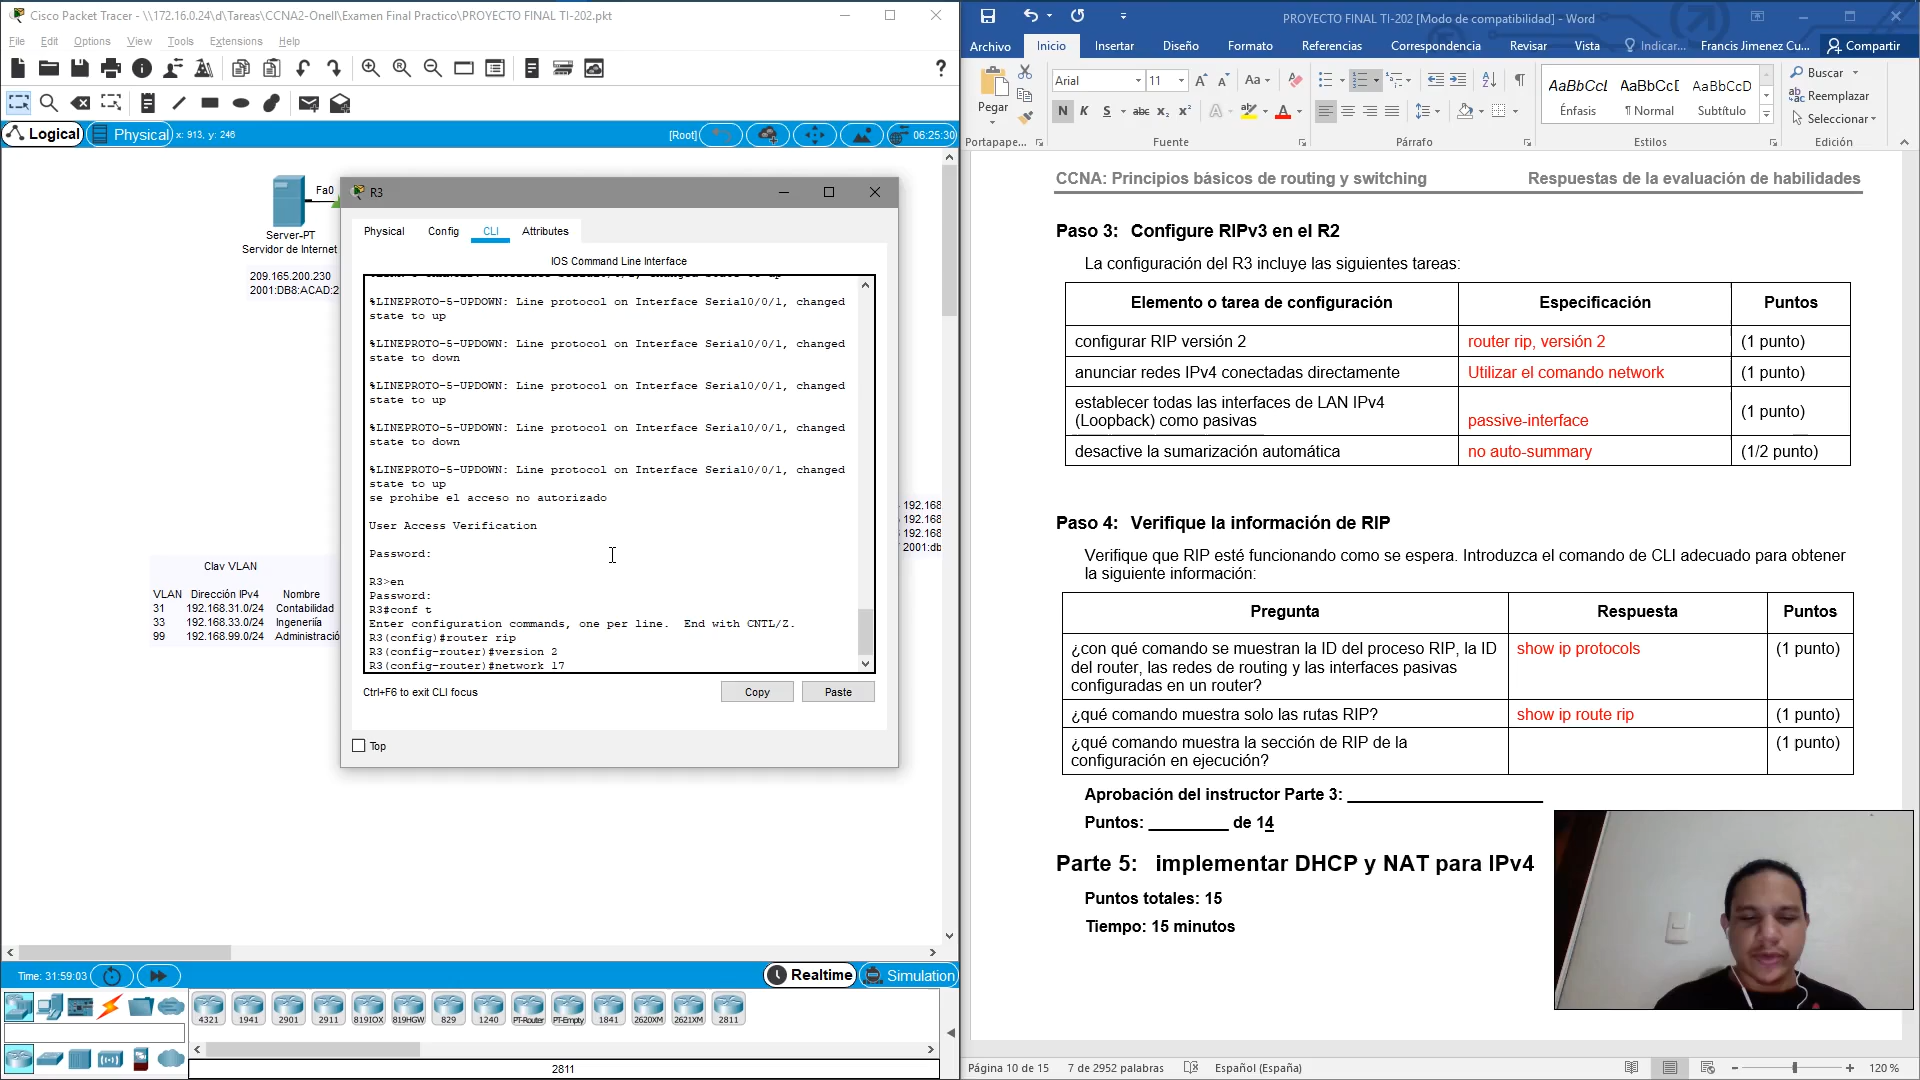 Cisco Packet Tracer - \\172.16.0.24\d\Tareas\CCNA2-Onell\Examen Final Practico\PROYECTO FINAL TI-202.pkt
File Edit Options View Tools Extensions Help
Logical Physical x: 913, y: 246 [Root] 06:25:30
Fa0
Server-PT
Servidor de Internet
209.165.200.230
2001:DB8:ACAD:2
Clav VLAN
VLAN Dirección IPv4 Nombre
31 192.168.31.0/24 Contabilidad
33 192.168.33.0/24 Ingeneríia
99 192.168.99.0/24 Administració
192.168
192.168
192.168
2001:db
R3
Physical Config CLI Attributes
IOS Command Line Interface
%LINEPROTO-5-UPDOWN: Line protocol on Interface Serial0/0/1, changed
state to up
%LINEPROTO-5-UPDOWN: Line protocol on Interface Serial0/0/1, changed
state to down
%LINEPROTO-5-UPDOWN: Line protocol on Interface Serial0/0/1, changed
state to up
%LINEPROTO-5-UPDOWN: Line protocol on Interface Serial0/0/1, changed
state to down
%LINEPROTO-5-UPDOWN: Line protocol on Interface Serial0/0/1, changed
state to up
se prohibe el acceso no autorizado
User Access Verification
Password:
R3>en
Password:
R3#conf t
Enter configuration commands, one per line. End with CNTL/Z.
R3(config)#router rip
R3(config-router)#version 2
R3(config-router)#network 17
Ctrl+F6 to exit CLI focus Copy Paste
Top
Time: 31:59:03 Realtime Simulation
4321 1941 2901 2911 819IOX 819HGW 829 1240 PT-Router PT-Empty 1841 2620XM 2621XM 2811
2811
PROYECTO FINAL TI-202 [Modo de compatibilidad] - Word
Archivo Inicio Insertar Diseño Formato Referencias Correspondencia Revisar Vista Indicar... Francis Jimenez Cu... Compartir
Pegar
Arial 11 Aa
N K S abc x₂ x² A A
AaBbCcI AaBbCcI AaBbCcD
Énfasis ¶ Normal Subtítulo
Buscar
Reemplazar
Seleccionar
Portapape... Fuente Párrafo Estilos Edición
CCNA: Principios básicos de routing y switching Respuestas de la evaluación de habilidades
Paso 3: Configure RIPv3 en el R2
La configuración del R3 incluye las siguientes tareas:
Elemento o tarea de configuración Especificación Puntos
configurar RIP versión 2 router rip, versión 2 (1 punto)
anunciar redes IPv4 conectadas directamente Utilizar el comando network (1 punto)
establecer todas las interfaces de LAN IPv4
(Loopback) como pasivas passive-interface (1 punto)
desactive la sumarización automática no auto-summary (1/2 punto)
Paso 4: Verifique la información de RIP
Verifique que RIP esté funcionando como se espera. Introduzca el comando de CLI adecuado para obtener
la siguiente información:
Pregunta Respuesta Puntos
¿con qué comando se muestran la ID del proceso RIP, la ID show ip protocols (1 punto)
del router, las redes de routing y las interfaces pasivas
configuradas en un router?
¿qué comando muestra solo las rutas RIP? show ip route rip (1 punto)
¿qué comando muestra la sección de RIP de la (1 punto)
configuración en ejecución?
Aprobación del instructor Parte 3: ______________________
Puntos: _________ de 14
Parte 5: implementar DHCP y NAT para IPv4
Puntos totales: 15
Tiempo: 15 minutos
Página 10 de 15 7 de 2952 palabras Español (España) 120 %